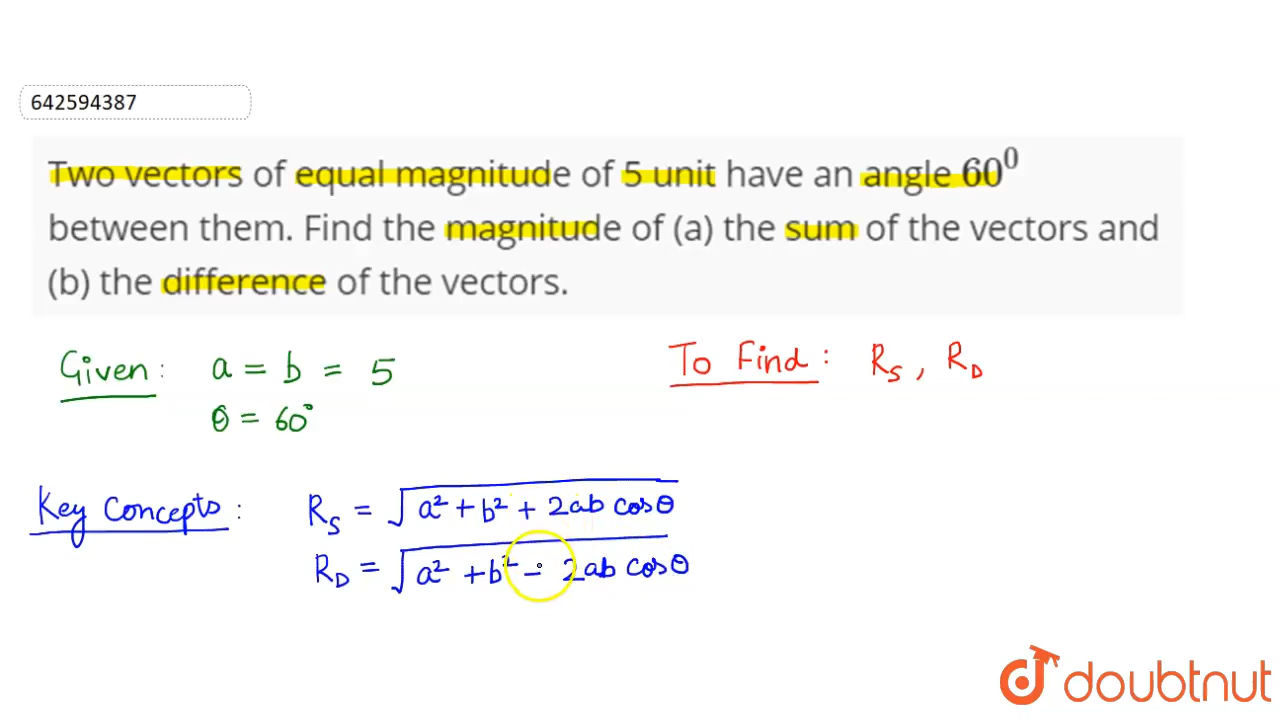 642594387
Two vectors of equal magnitude of 5 unit have an angle 60⁰
between them. Find the magnitude of (a) the sum of the vectors and
(b) the difference of the vectors.
Given: a = b = 5
θ = 60°
To Find: R_S, R_D
Key Concepts: R_S = √(a² + b² + 2ab cosθ)
R_D = √(a² + b² - 2ab cosθ)
doubtnut